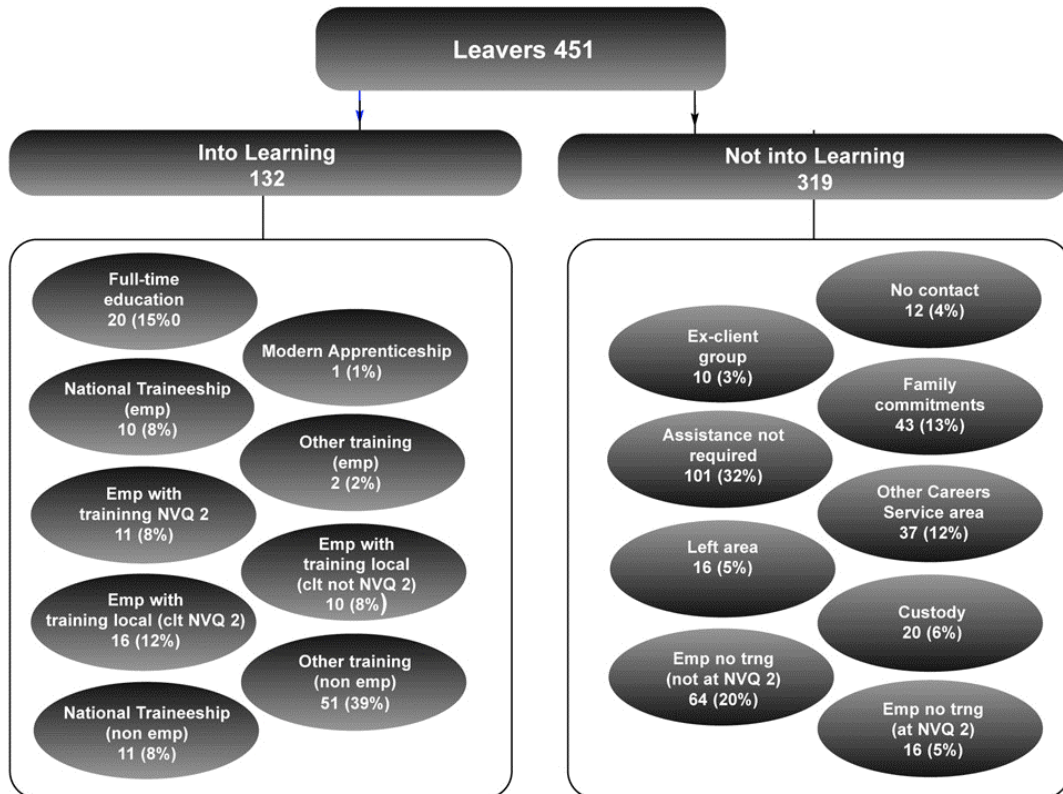 Leavers 451
Into Learning
132
Not into Learning
319
Full-time
education
20 (15%0
Modern Apprenticeship
1 (1%)
National Traineeship
(emp)
10 (8%)
Other training
(emp)
2 (2%)
Emp with
traininng NVQ 2
11 (8%)
Emp with
training local
(clt not NVQ 2)
10 (8%)
Emp with
training local (clt NVQ 2)
16 (12%)
Other training
(non emp)
51 (39%)
National Traineeship
(non emp)
11 (8%)
No contact
12 (4%)
Ex-client
group
10 (3%)
Family
commitments
43 (13%)
Assistance not
required
101 (32%)
Other Careers
Service area
37 (12%)
Left area
16 (5%)
Custody
20 (6%)
Emp no trng
(not at NVQ 2)
64 (20%)
Emp no trng
(at NVQ 2)
16 (5%)